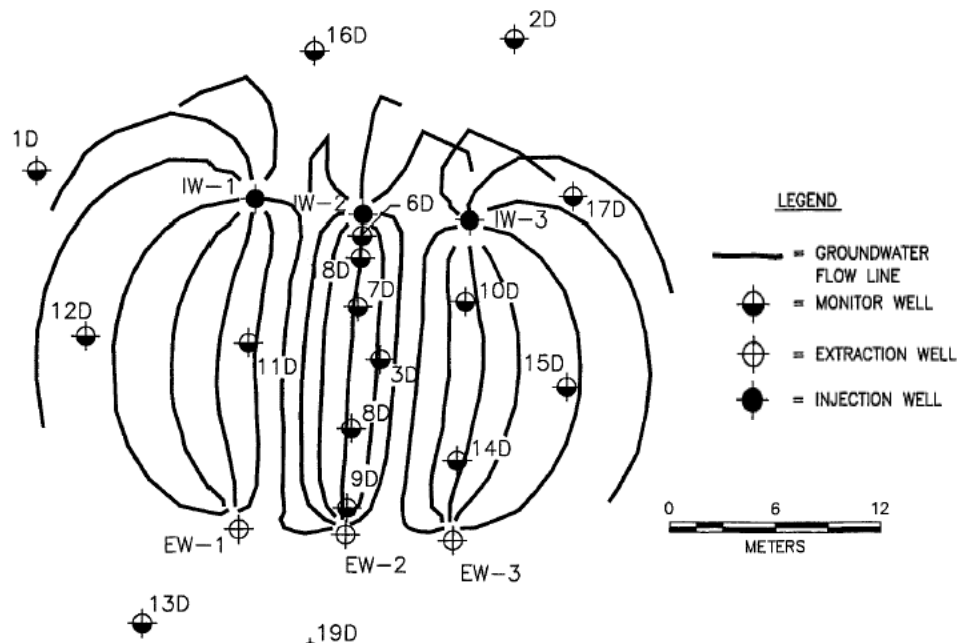 2D
16D
1D
IW-1
IW-2
6D
17D
IW-3
8D
7D
10D
12D
11D
3D
15D
8D
14D
9D
EW-1
EW-2
EW-3
13D
19D
LEGEND
= GROUNDWATER
FLOW LINE
= MONITOR WELL
= EXTRACTION WELL
= INJECTION WELL
0 6 12
METERS